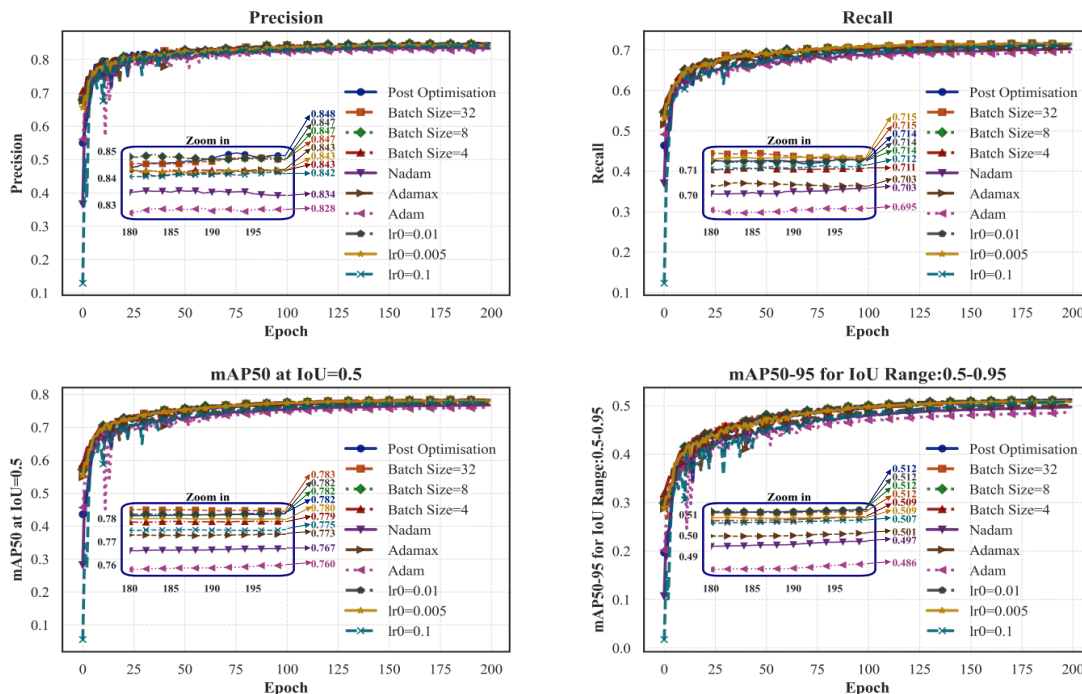 Precision
Precision
0.8
0.7
0.6
0.5
0.4
0.3
0.2
0.1
0 25 50 75 100 125 150 175 200
Epoch
Post Optimisation
Batch Size=32
Batch Size=8
Batch Size=4
Nadam
Adamax
Adam
lr0=0.01
lr0=0.005
lr0=0.1
Zoom in
0.85
0.84
0.83
180 185 190 195
0.848
0.847
0.847
0.847
0.843
0.843
0.843
0.842
0.834
0.828
Recall
Recall
0.7
0.6
0.5
0.4
0.3
0.2
0.1
0 25 50 75 100 125 150 175 200
Epoch
Post Optimisation
Batch Size=32
Batch Size=8
Batch Size=4
Nadam
Adamax
Adam
lr0=0.01
lr0=0.005
lr0=0.1
Zoom in
0.71
0.70
180 185 190 195
0.715
0.715
0.714
0.714
0.714
0.712
0.711
0.703
0.703
0.695
mAP50 at IoU=0.5
mAP50 at IoU=0.5
0.8
0.7
0.6
0.5
0.4
0.3
0.2
0.1
0 25 50 75 100 125 150 175 200
Epoch
Post Optimisation
Batch Size=32
Batch Size=8
Batch Size=4
Nadam
Adamax
Adam
lr0=0.01
lr0=0.005
lr0=0.1
Zoom in
0.78
0.77
0.76
180 185 190 195
0.783
0.782
0.782
0.782
0.780
0.779
0.775
0.773
0.767
0.760
mAP50-95 for IoU Range:0.5-0.95
mAP50-95 for IoU Range:0.5-0.95
0.5
0.4
0.3
0.2
0.1
0.0
0 25 50 75 100 125 150 175 200
Epoch
Post Optimisation
Batch Size=32
Batch Size=8
Batch Size=4
Nadam
Adamax
Adam
lr0=0.01
lr0=0.005
lr0=0.1
Zoom in
0.51
0.50
0.49
180 185 190 195
0.512
0.512
0.512
0.512
0.509
0.509
0.507
0.501
0.497
0.486